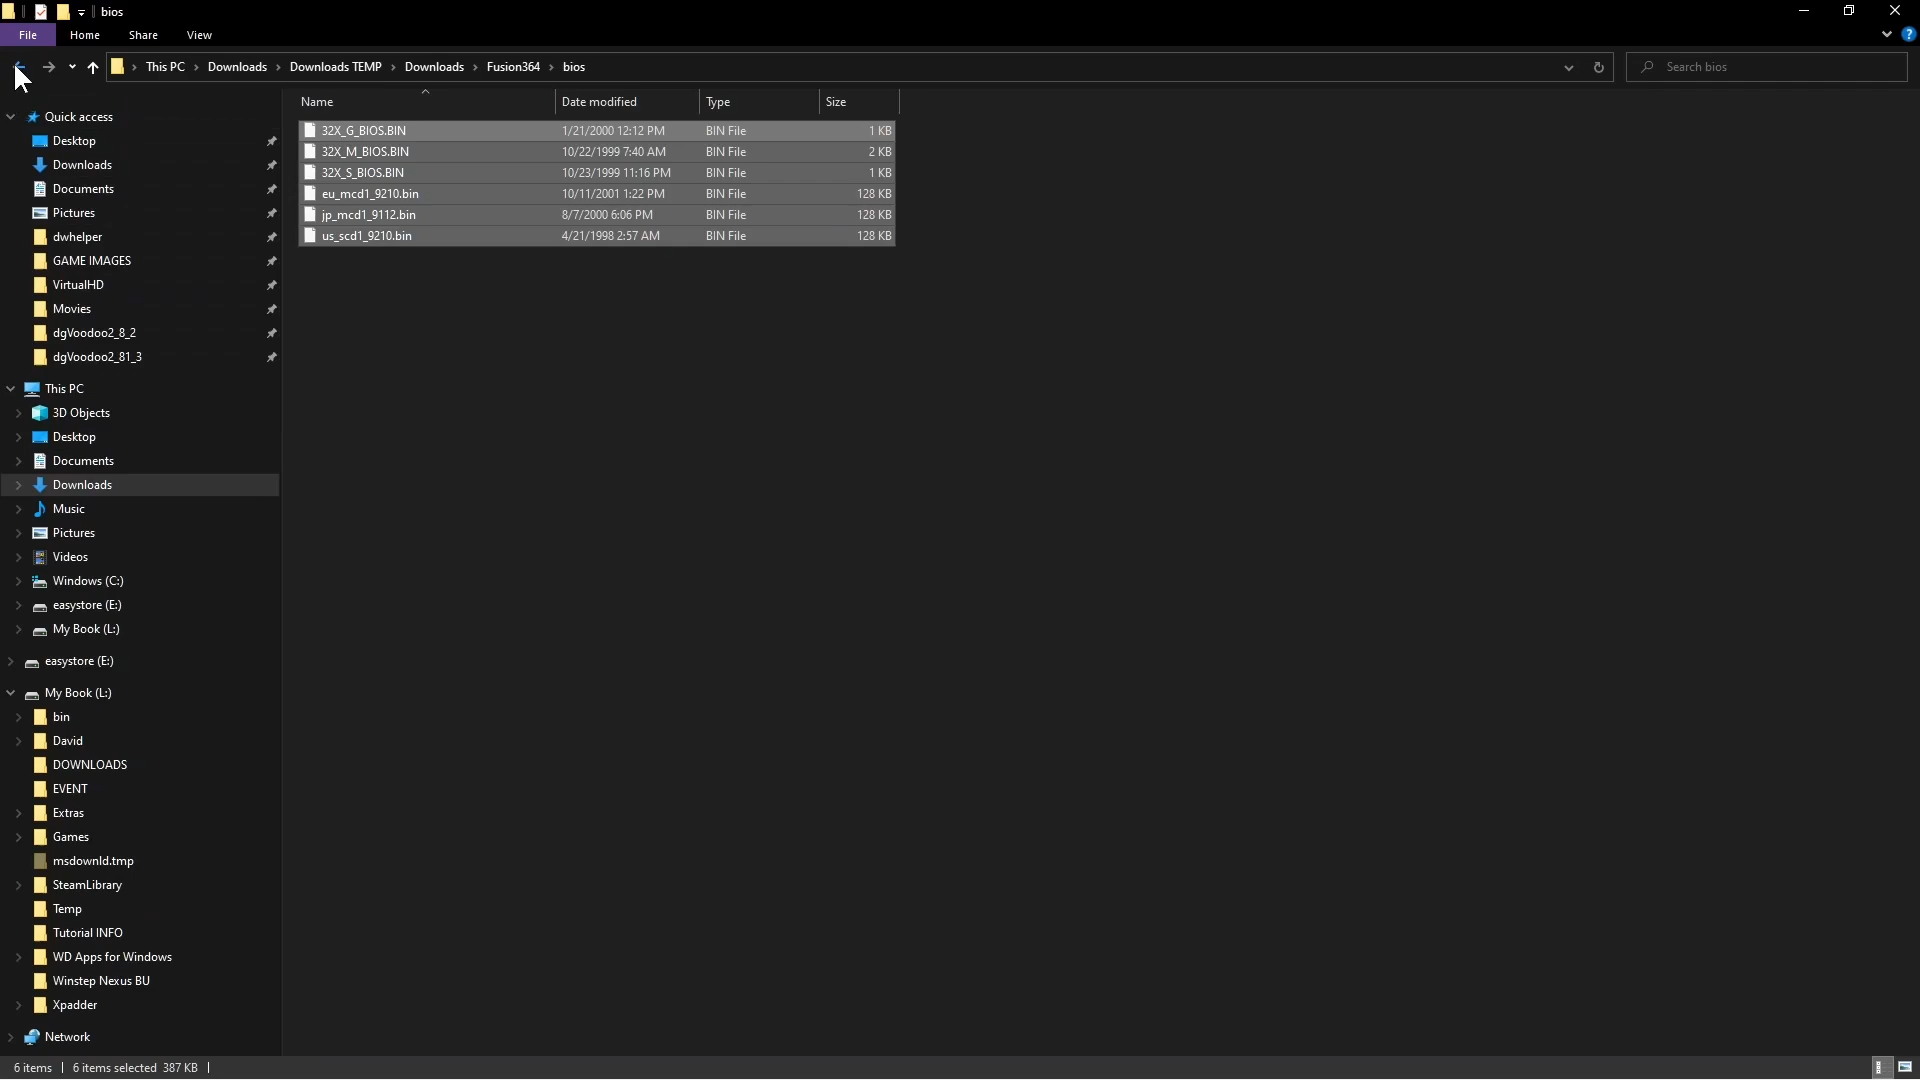 bios
File Home Share View
This PC Downloads Downloads TEMP Downloads Fusion364 bios
Search bios
Name Date modified Type Size
32X_G_BIOS.BIN 1/21/2000 12:12 PM BIN File 1 KB
32X_M_BIOS.BIN 10/22/1999 7:40 AM BIN File 2 KB
32X_S_BIOS.BIN 10/23/1999 11:16 PM BIN File 1 KB
eu_mcd1_9210.bin 10/11/2001 1:22 PM BIN File 128 KB
jp_mcd1_9112.bin 8/7/2000 6:06 PM BIN File 128 KB
us_scd1_9210.bin 4/21/1998 2:57 AM BIN File 128 KB
Quick access
Desktop
Downloads
Documents
Pictures
dwhelper
GAME IMAGES
VirtualHD
Movies
dgVoodoo2_8_2
dgVoodoo2_81_3
This PC
3D Objects
Desktop
Documents
Downloads
Music
Pictures
Videos
Windows (C:)
easystore (E:)
My Book (L:)
easystore (E:)
My Book (L:)
bin
David
DOWNLOADS
EVENT
Extras
Games
msdownld.tmp
SteamLibrary
Temp
Tutorial INFO
WD Apps for Windows
Winstep Nexus BU
Xpadder
Network
6 items 6 items selected 387 KB